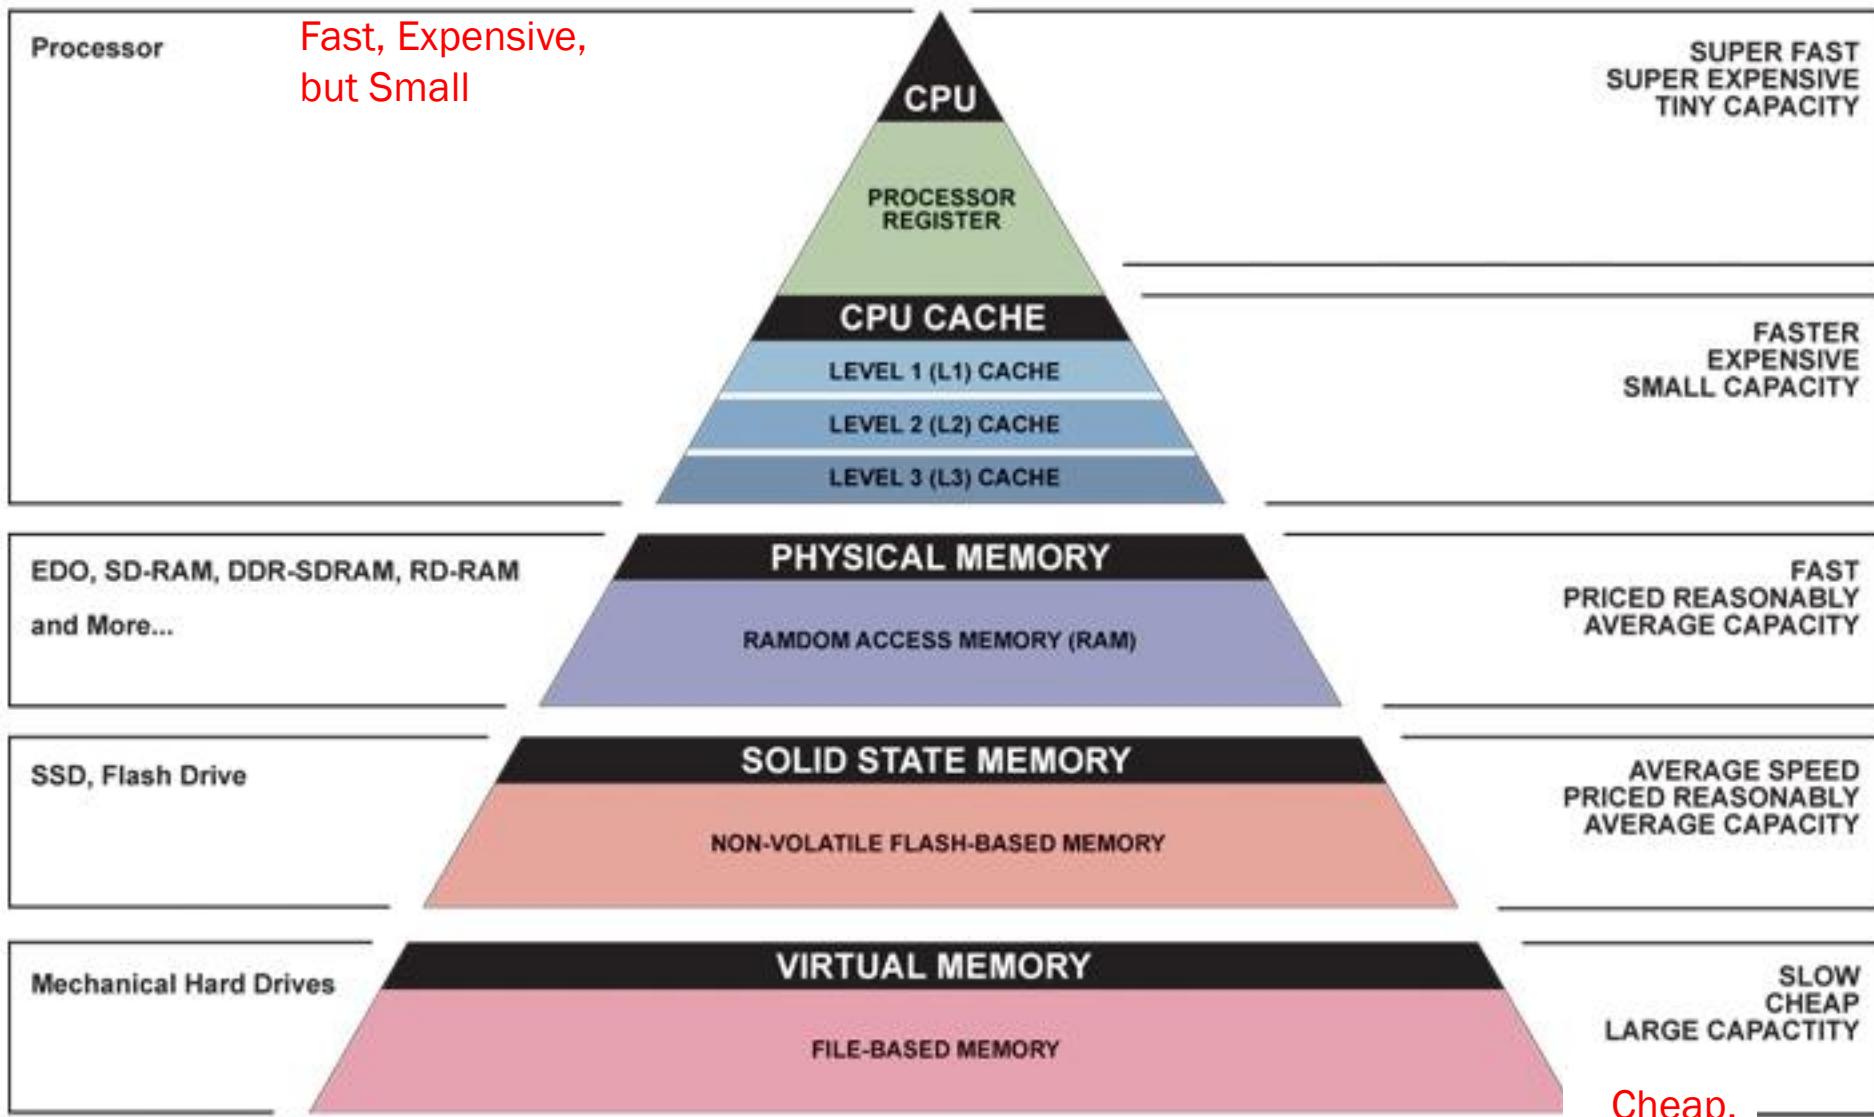 Processor
Fast, Expensive,
but Small
CPU
SUPER FAST
SUPER EXPENSIVE
TINY CAPACITY
PROCESSOR
REGISTER
CPU CACHE
LEVEL 1 (L1) CACHE
LEVEL 2 (L2) CACHE
LEVEL 3 (L3) CACHE
FASTER
EXPENSIVE
SMALL CAPACITY
EDO, SD-RAM, DDR-SDRAM, RD-RAM
and More...
PHYSICAL MEMORY
RAMDOM ACCESS MEMORY (RAM)
FAST
PRICED REASONABLY
AVERAGE CAPACITY
SSD, Flash Drive
SOLID STATE MEMORY
NON-VOLATILE FLASH-BASED MEMORY
AVERAGE SPEED
PRICED REASONABLY
AVERAGE CAPACITY
Mechanical Hard Drives
VIRTUAL MEMORY
FILE-BASED MEMORY
SLOW
CHEAP
LARGE CAPACTITY
Cheap,